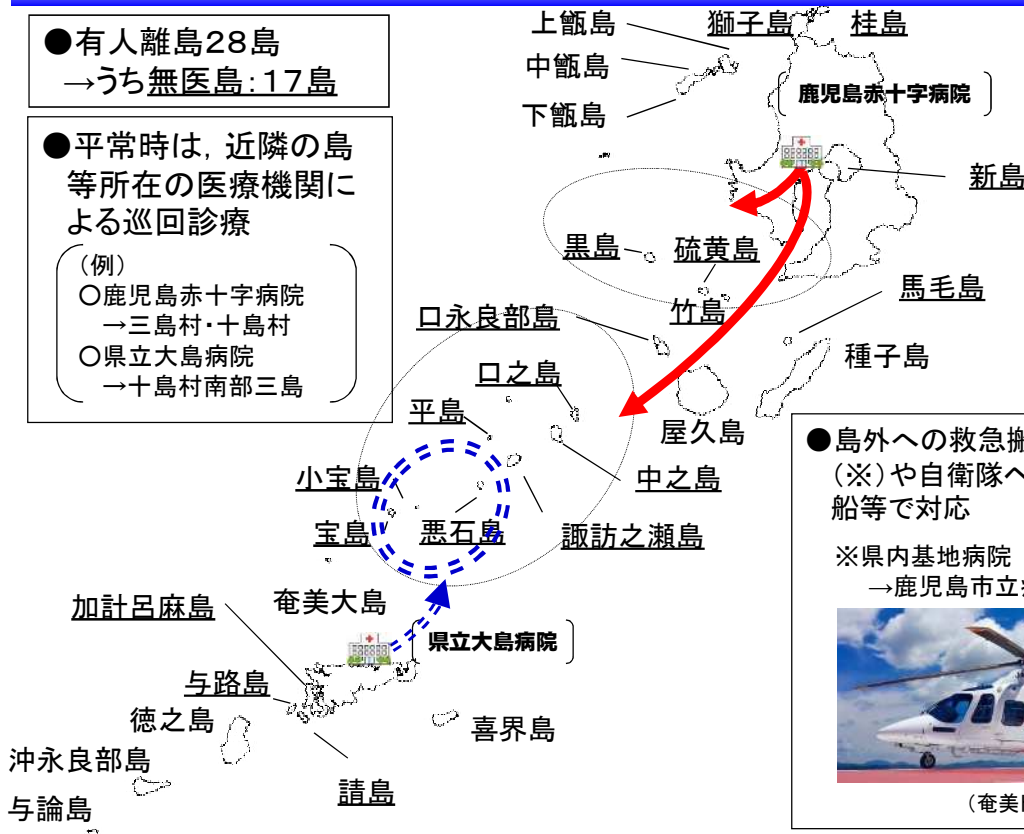 ●有人離島28島
→うち無医島:17島
●平常時は,近隣の島
等所在の医療機関に
よる巡回診療
(例)
○鹿児島赤十字病院
→三島村・十島村
○県立大島病院
→十島村南部三島
上甑島
中甑島
下甑島
獅子島
桂島
鹿児島赤十字病院
新島
黒島
硫黄島
竹島
馬毛島
口永良部島
種子島
口之島
屋久島
平島
中之島
小宝島
宝島
悪石島
諏訪之瀬島
●島外への救急搬
(※)や自衛隊へ
船等で対応
※県内基地病院
→鹿児島市立
加計呂麻島
奄美大島
県立大島病院
与路島
徳之島
喜界島
沖永良部島
請島
与論島
(奄美